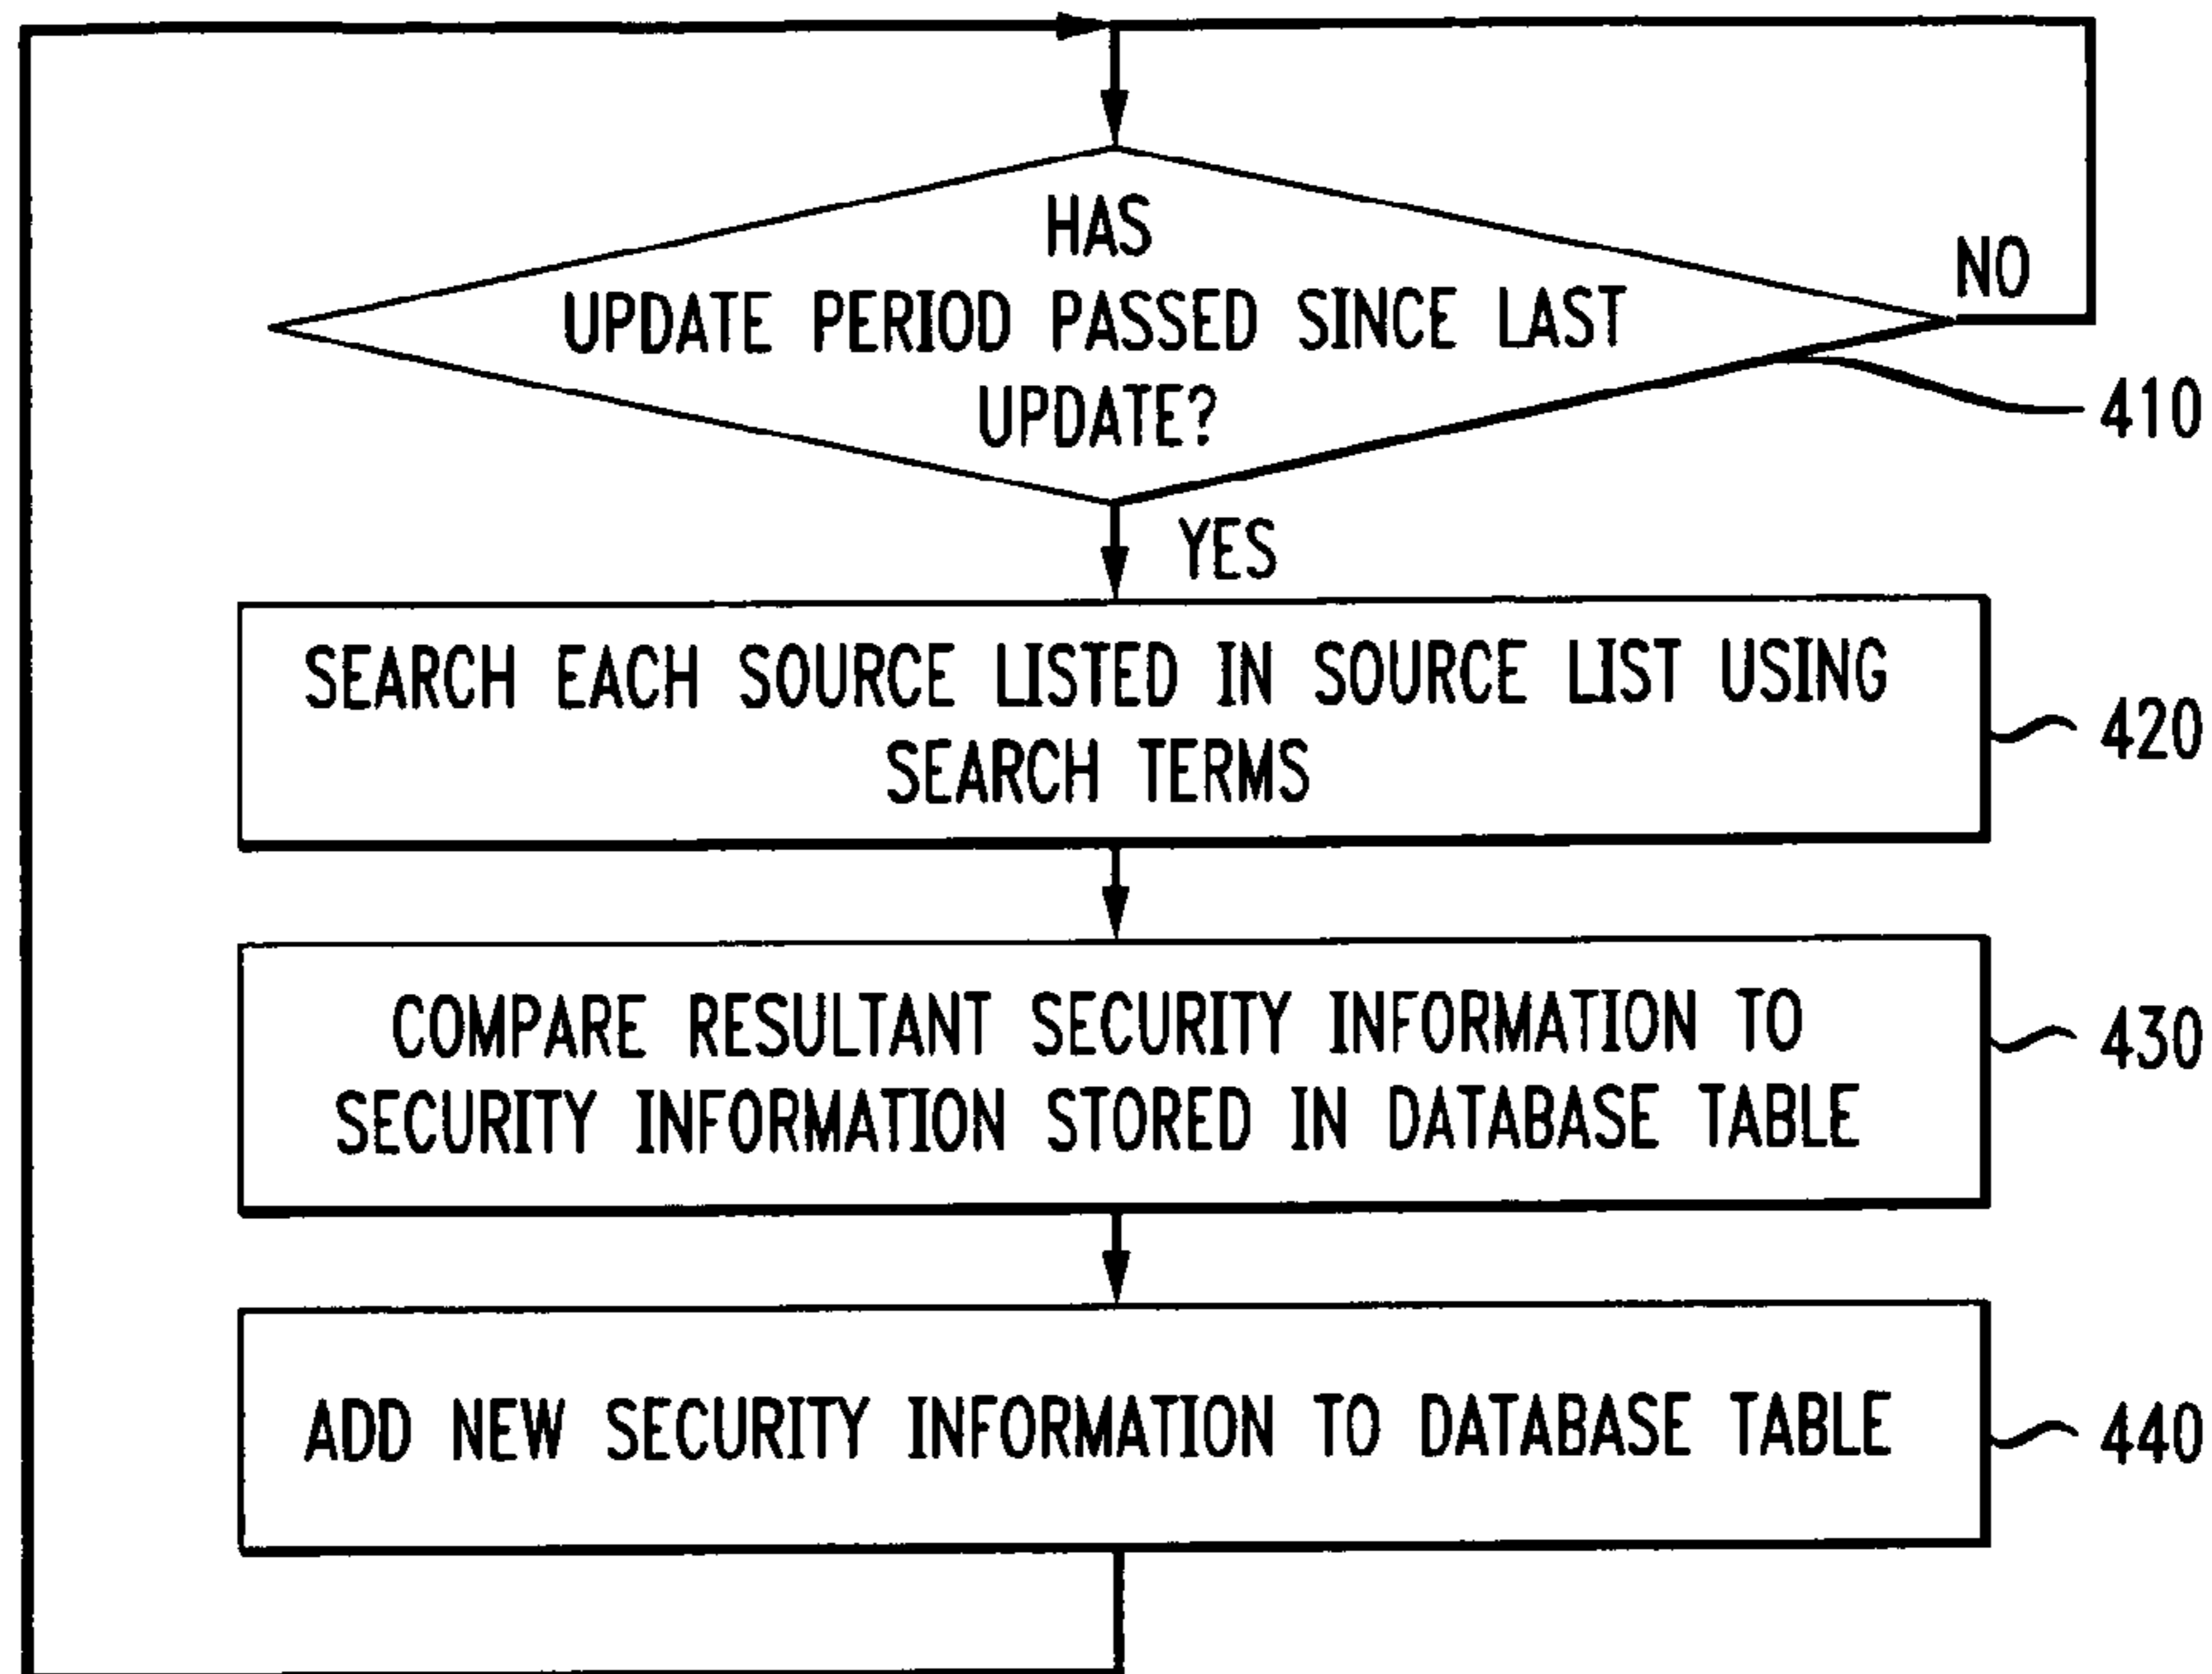 HAS
UPDATE PERIOD PASSED SINCE LAST
UPDATE?
NO
410
YES
SEARCH EACH SOURCE LISTED IN SOURCE LIST USING
SEARCH TERMS
420
COMPARE RESULTANT SECURITY INFORMATION TO
SECURITY INFORMATION STORED IN DATABASE TABLE
430
ADD NEW SECURITY INFORMATION TO DATABASE TABLE
440